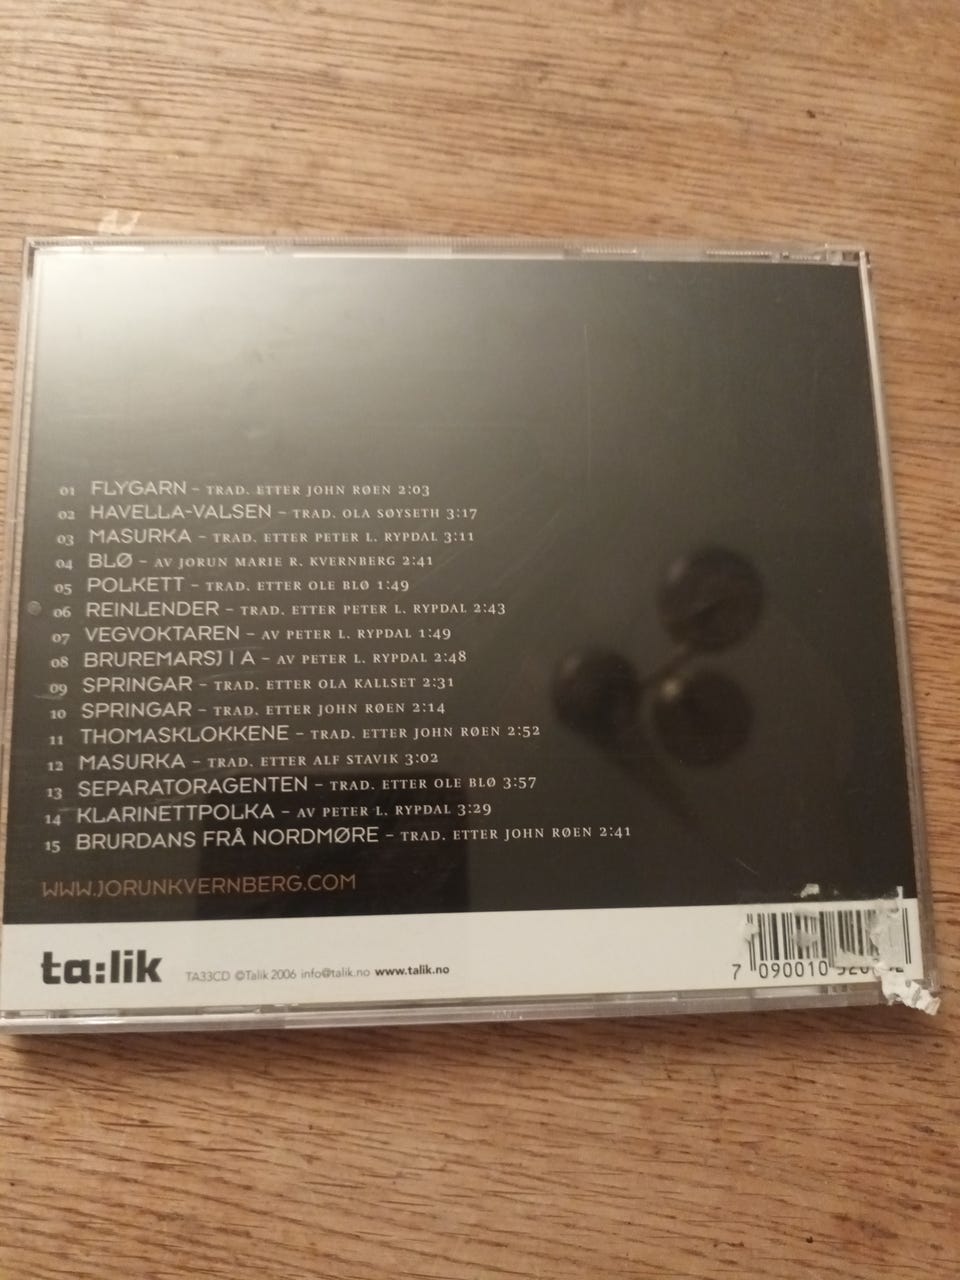 01 FLYGARN – TRAD. ETTER JOHN RØEN 2:03
02 HAVELLA-VALSEN – TRAD. OLA SØYSETH 3:17
03 MASURKA – TRAD. ETTER PETER L. RYPDAL 3:11
04 BLØ – AV JORUN MARIE R. KVERNBERG 2:41
05 POLKETT – TRAD. ETTER OLE BLØ 1:49
06 REINLENDER – TRAD. ETTER PETER L. RYPDAL 2:43
07 VEGVOKTAREN – AV PETER L. RYPDAL 1:49
08 BRUREMARSJ I A – AV PETER L. RYPDAL 2:48
09 SPRINGAR – TRAD. ETTER OLA KALLSET 2:31
10 SPRINGAR – TRAD. ETTER JOHN RØEN 2:14
11 THOMASKLOKKENE – TRAD. ETTER JOHN RØEN 2:52
12 MASURKA – TRAD. ETTER ALF STAVIK 3:02
13 SEPARATORAGENTEN – TRAD. ETTER OLE BLØ 3:57
14 KLARINETTPOLKA – AV PETER L. RYPDAL 3:29
15 BRURDANS FRÅ NORDMØRE – TRAD. ETTER JOHN RØEN 2:41
WWW.JORUNKVERNBERG.COM
ta:lik TA33CD ©Talik 2006 info@talik.no www.talik.no
7 090010